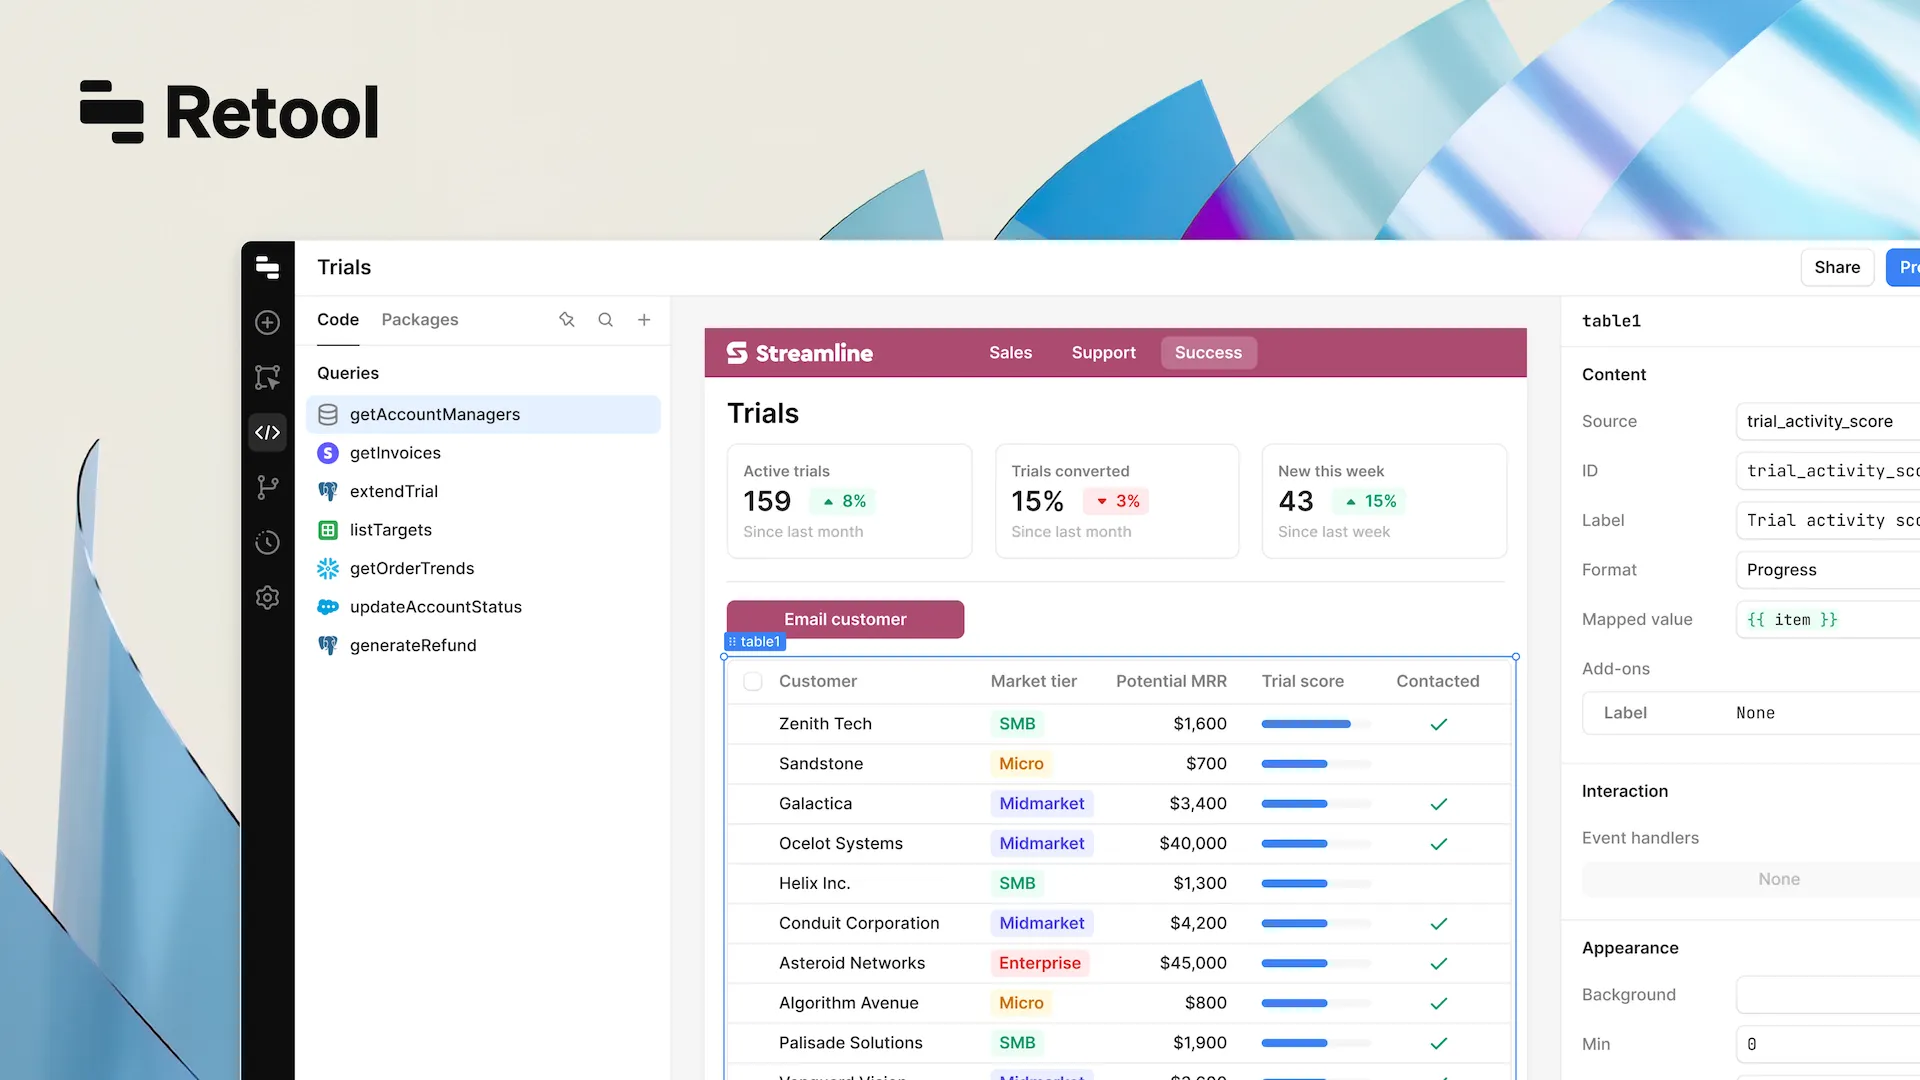 Retool
Trials
Share
Code Packages
Queries
getAccountManagers
getInvoices
extendTrial
listTargets
getOrderTrends
updateAccountStatus
generateRefund
Streamline Sales Support Success
Trials
Active trials
159 8%
Since last month
Trials converted
15% 3%
Since last month
New this week
43 15%
Since last week
Email customer
table1
Customer Market tier Potential MRR Trial score Contacted
Zenith Tech SMB $1,600
Sandstone Micro $700
Galactica Midmarket $3,400
Ocelot Systems Midmarket $40,000
Helix Inc. SMB $1,300
Conduit Corporation Midmarket $4,200
Asteroid Networks Enterprise $45,000
Algorithm Avenue Micro $800
Palisade Solutions SMB $1,900
table1
Content
Source trial_activity_score
ID trial_activity_sco
Label Trial activity sco
Format Progress
Mapped value {{ item }}
Add-ons
Label None
Interaction
Event handlers
None
Appearance
Background
Min 0